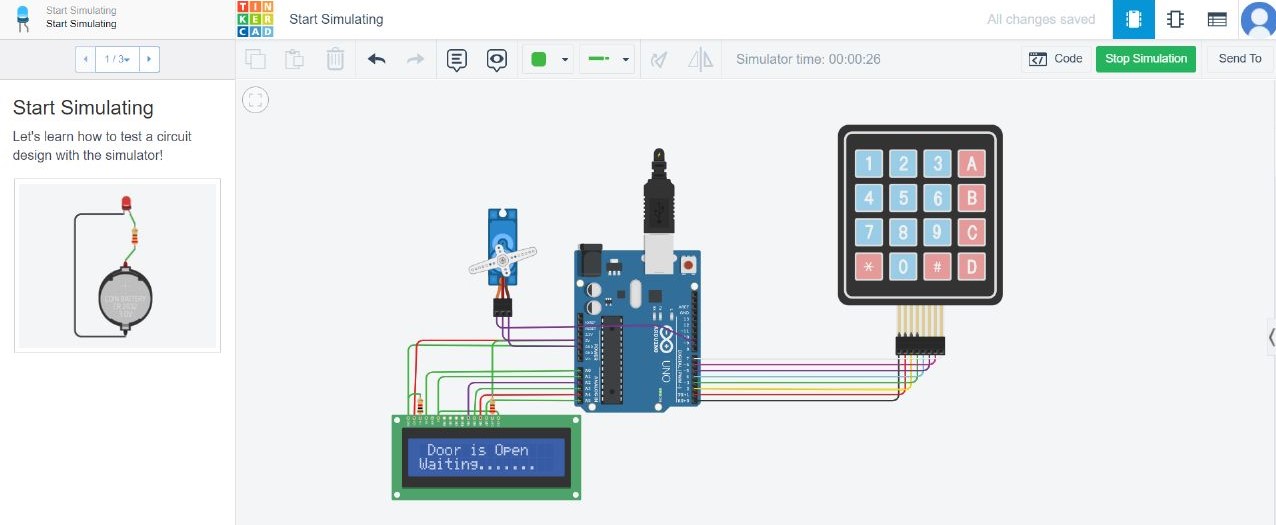 Start Simulating
Start Simulating
TIN
KER
CAD
Start Simulating
All changes saved
1 / 3
Simulator time: 00:00:26
Code
Stop Simulation
Send To
Start Simulating
Let's learn how to test a circuit
design with the simulator!
1 2 3 A
4 5 6 B
7 8 9 C
* 0 # D
ARDUINO
UNO
Door is Open
Waiting.......